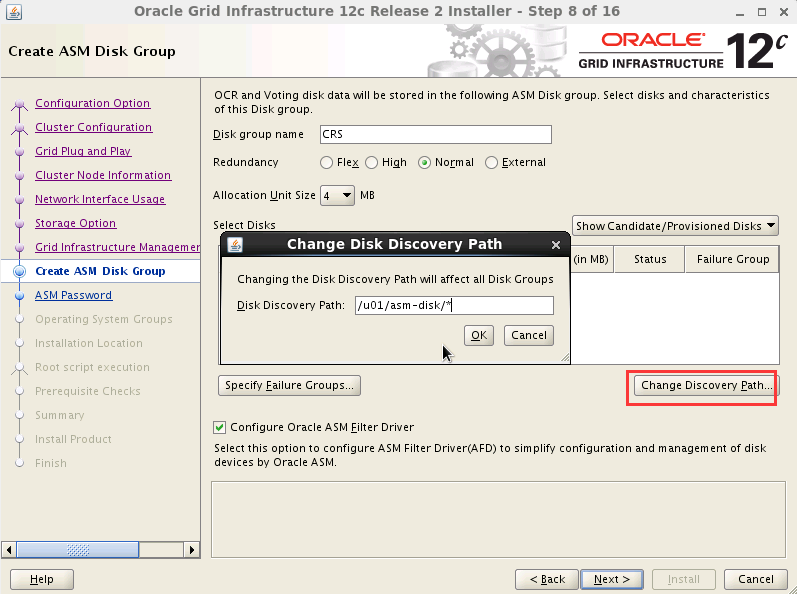 Oracle Grid Infrastructure 12c Release 2 Installer - Step 8 of 16
Create ASM Disk Group
ORACLE
GRID INFRASTRUCTURE
12c
Configuration Option
Cluster Configuration
Grid Plug and Play
Cluster Node Information
Network Interface Usage
Storage Option
Grid Infrastructure Managemer
Create ASM Disk Group
ASM Password
Operating System Groups
Installation Location
Root script execution
Prerequisite Checks
Summary
Install Product
Finish
OCR and Voting disk data will be stored in the following ASM Disk group. Select disks and characteristics
of this Disk group.
Disk group name CRS
Redundancy Flex High Normal External
Allocation Unit Size 4 MB
Select Disks Show Candidate/Provisioned Disks
(in MB) Status Failure Group
Change Disk Discovery Path
Changing the Disk Discovery Path will affect all Disk Groups
Disk Discovery Path: /u01/asm-disk/*
OK Cancel
Specify Failure Groups... Change Discovery Path...
Configure Oracle ASM Filter Driver
Select this option to configure ASM Filter Driver(AFD) to simplify configuration and management of disk
devices by Oracle ASM.
Help < Back Next > Install Cancel